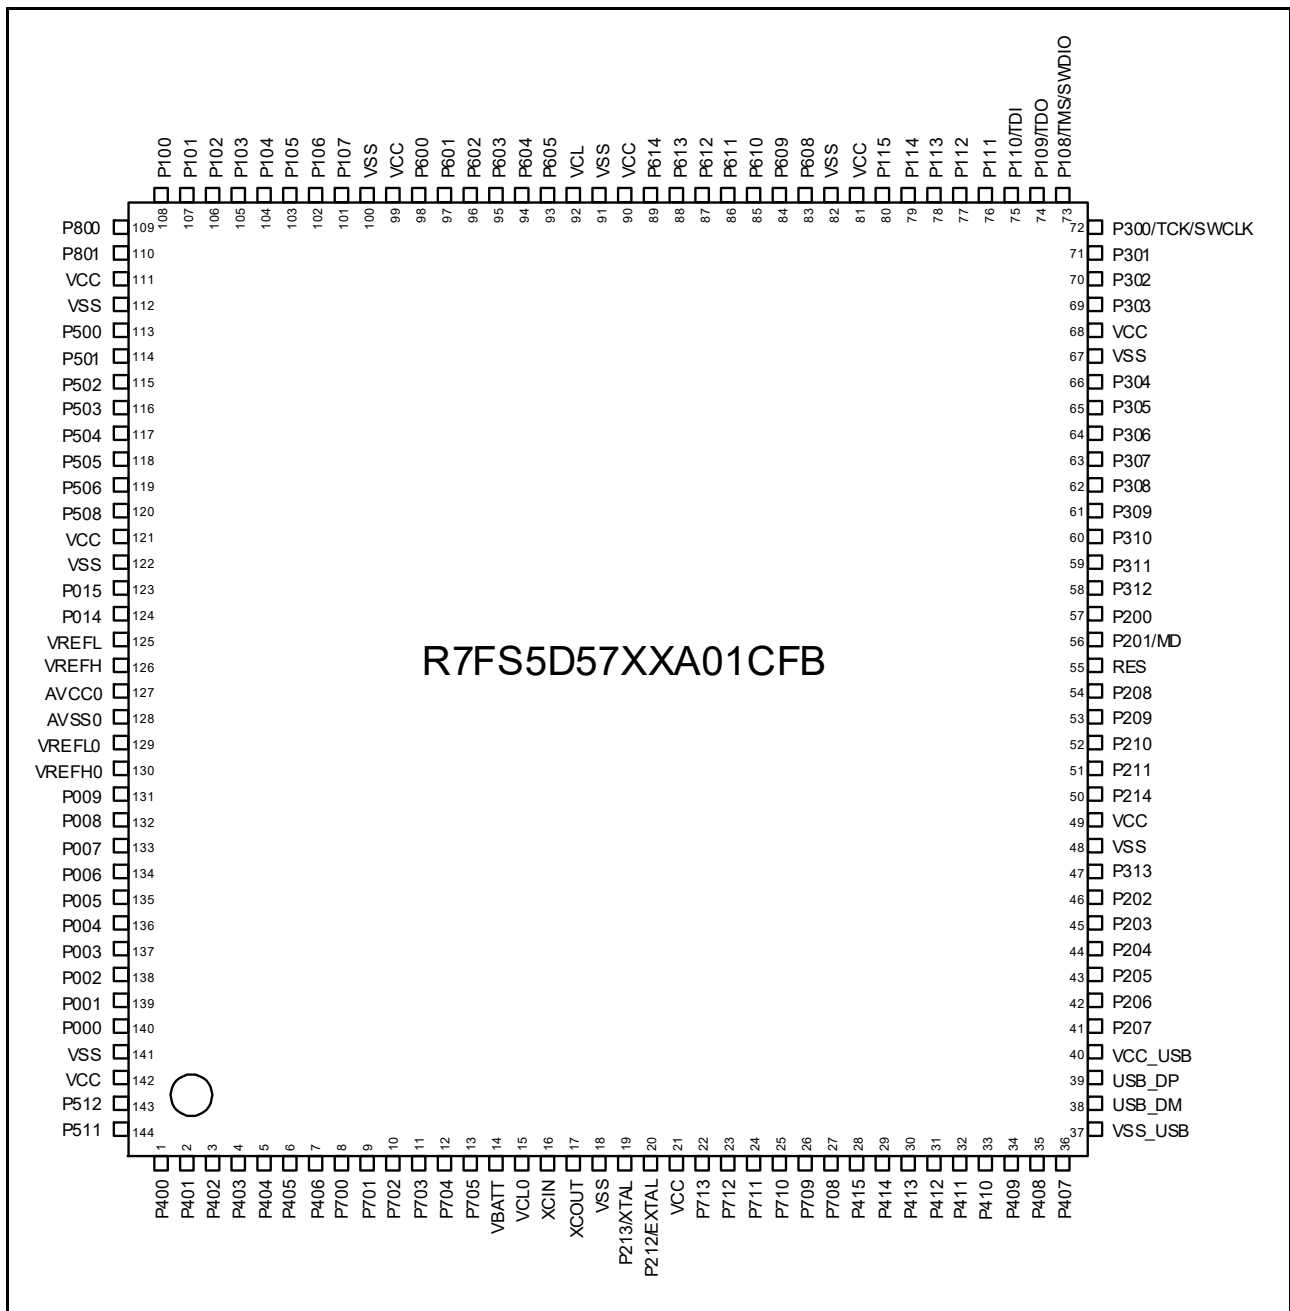 P100
P101
P102
P103
P104
P105
P106
P107
VSS
VCC
P600
P601
P602
P603
P604
P605
VCL
VSS
VCC
P614
P613
P612
P611
P610
P609
P608
VSS
VCC
P115
P114
P113
P112
P111
P110/TDI
P109/TDO
P108/TMS/SWDIO
108
107
106
105
104
103
102
101
100
99
98
97
96
95
94
93
92
91
90
89
88
87
86
85
84
83
82
81
80
79
78
77
76
75
74
73
P800 109
P801 110
VCC 111
VSS 112
P500 113
P501 114
P502 115
P503 116
P504 117
P505 118
P506 119
P508 120
VCC 121
VSS 122
P015 123
P014 124
VREFL 125
VREFH 126
AVCC0 127
AVSS0 128
VREFL0 129
VREFH0 130
P009 131
P008 132
P007 133
P006 134
P005 135
P004 136
P003 137
P002 138
P001 139
P000 140
VSS 141
VCC 142
P512 143
P511 144
R7FS5D57XXA01CFB
72 P300/TCK/SWCLK
71 P301
70 P302
69 P303
68 VCC
67 VSS
66 P304
65 P305
64 P306
63 P307
62 P308
61 P309
60 P310
59 P311
58 P312
57 P200
56 P201/MD
55 RES
54 P208
53 P209
52 P210
51 P211
50 P214
49 VCC
48 VSS
47 P313
46 P202
45 P203
44 P204
43 P205
42 P206
41 P207
40 VCC_USB
39 USB_DP
38 USB_DM
37 VSS_USB
1
2
3
4
5
6
7
8
9
10
11
12
13
14
15
16
17
18
19
20
21
22
23
24
25
26
27
28
29
30
31
32
33
34
35
36
P400
P401
P402
P403
P404
P405
P406
P700
P701
P702
P703
P704
P705
VBATT
VCL0
XCIN
XCOUT
VSS
P213/XTAL
P212/EXTAL
VCC
P713
P712
P711
P710
P709
P708
P415
P414
P413
P412
P411
P410
P409
P408
P407